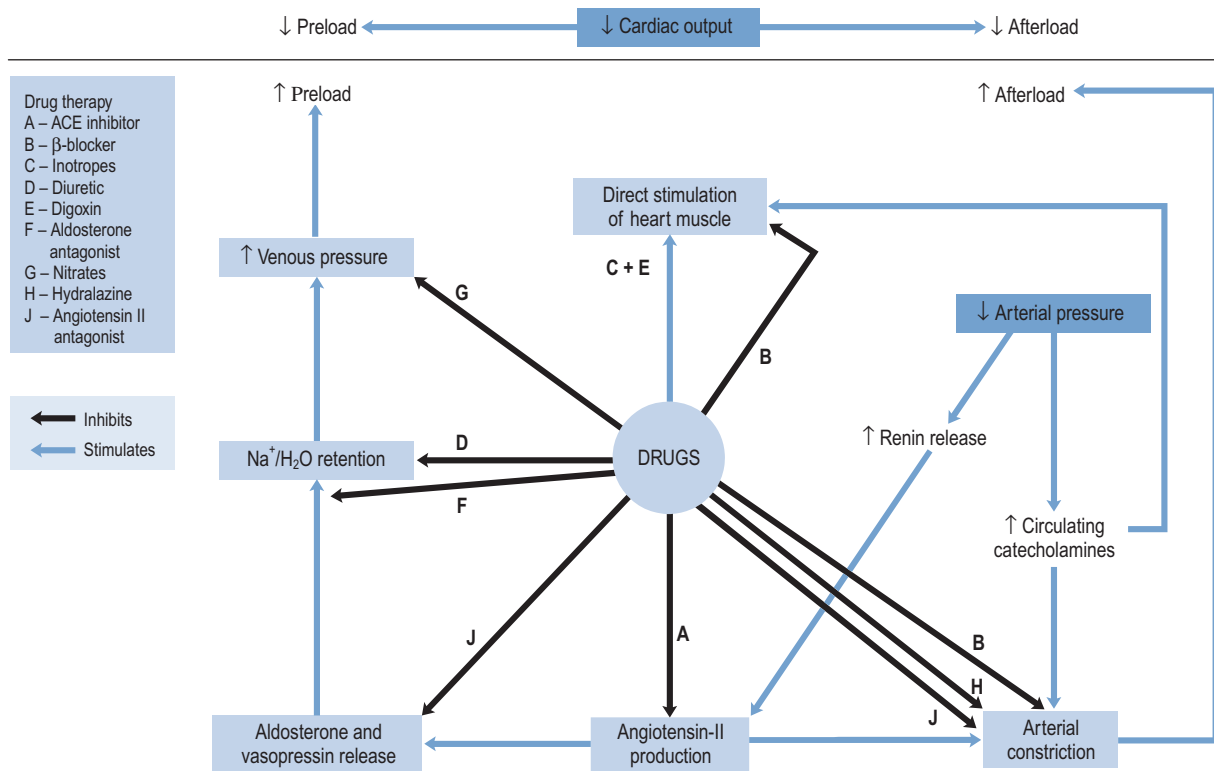 ↓ Preload
↓ Cardiac output
↓ Afterload
Drug therapy
A – ACE inhibitor
B – β-blocker
C – Inotropes
D – Diuretic
E – Digoxin
F – Aldosterone
antagonist
G – Nitrates
H – Hydralazine
J – Angiotensin II
antagonist
Inhibits
Stimulates
↑ Preload
↑ Afterload
Direct stimulation
of heart muscle
↑ Venous pressure
C + E
G
↓ Arterial pressure
B
↑ Renin release
D
Na⁺/H₂O retention
DRUGS
F
↑ Circulating
catecholamines
J
A
B
H
J
Aldosterone and
vasopressin release
Angiotensin-II
production
Arterial
constriction